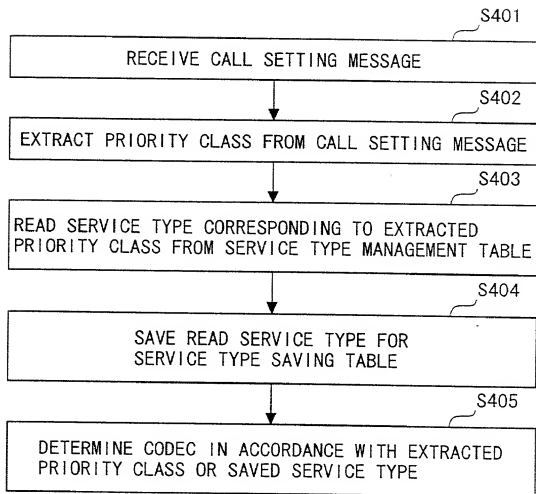 S401
RECEIVE CALL SETTING MESSAGE
S402
EXTRACT PRIORITY CLASS FROM CALL SETTING MESSAGE
S403
READ SERVICE TYPE CORRESPONDING TO EXTRACTED
PRIORITY CLASS FROM SERVICE TYPE MANAGEMENT TABLE
S404
SAVE READ SERVICE TYPE FOR
SERVICE TYPE SAVING TABLE
S405
DETERMINE CODEC IN ACCORDANCE WITH EXTRACTED
PRIORITY CLASS OR SAVED SERVICE TYPE